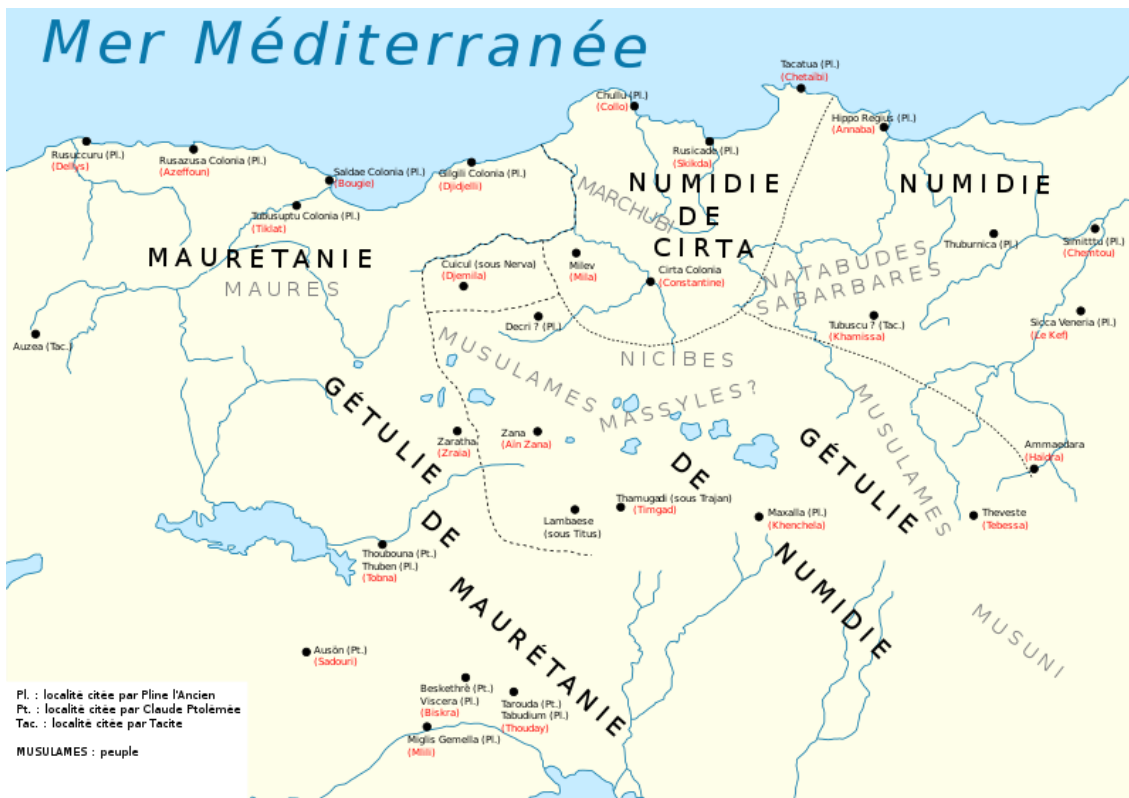 Mer Méditerranée
Tacatua (Pl.)
(Chetaïbi)
Chullu (Pl.)
(Collo)
Hippo Regius (Pl.)
(Annaba)
Rusuccuru (Pl.)
(Dellys)
Rusazusa Colonia (Pl.)
(Azeffoun)
Saldae Colonia (Pl.)
(Bougie)
Gilgili Colonia (Pl.)
(Djidjelli)
Rusicade (Pl.)
(Skikda)
Tubusuptu Colonia (Pl.)
(Tiklat)
MARCHUBI
NUMIDIE
DE
CIRTA
NUMIDIE
MAURÉTANIE
MAURES
Cuicul (sous Nerva)
(Djemila)
Milev
(Mila)
Cirta Colonia
(Constantine)
NATABUDES
SABARBARES
Thuburnica (Pl.)
Simitttu (Pl.)
(Chemtou)
Auzea (Tac.)
Decri ? (Pl.)
Tubuscu ? (Tac.)
(Khamissa)
Sicca Veneria (Pl.)
(Le Kef)
MUSULAMES
NICIBES
MASSYLES?
MUSULAMES
GÉTULIE
DE
MAURÉTANIE
GÉTULIE
DE
NUMIDIE
Zaratha
(Zraia)
Zana
(Aïn Zana)
Ammaedara
(Haïdra)
Lambaese
(sous Titus)
Thamugadi (sous Trajan)
(Timgad)
Maxalla (Pl.)
(Khenchela)
Theveste
(Tebessa)
Thoubouna (Pt.)
Thuben (Pl.)
(Tobna)
MUSUNI
Ausön (Pt.)
(Sadouri)
Beskethrè (Pt.)
Viscera (Pl.)
(Biskra)
Tarouda (Pt.)
Tabudium (Pl.)
(Thouday)
Miglis Gemella (Pl.)
(Mlili)
Pl. : localité citée par Pline l'Ancien
Pt. : localité citée par Claude Ptolémée
Tac. : localité citée par Tacite
MUSULAMES : peuple